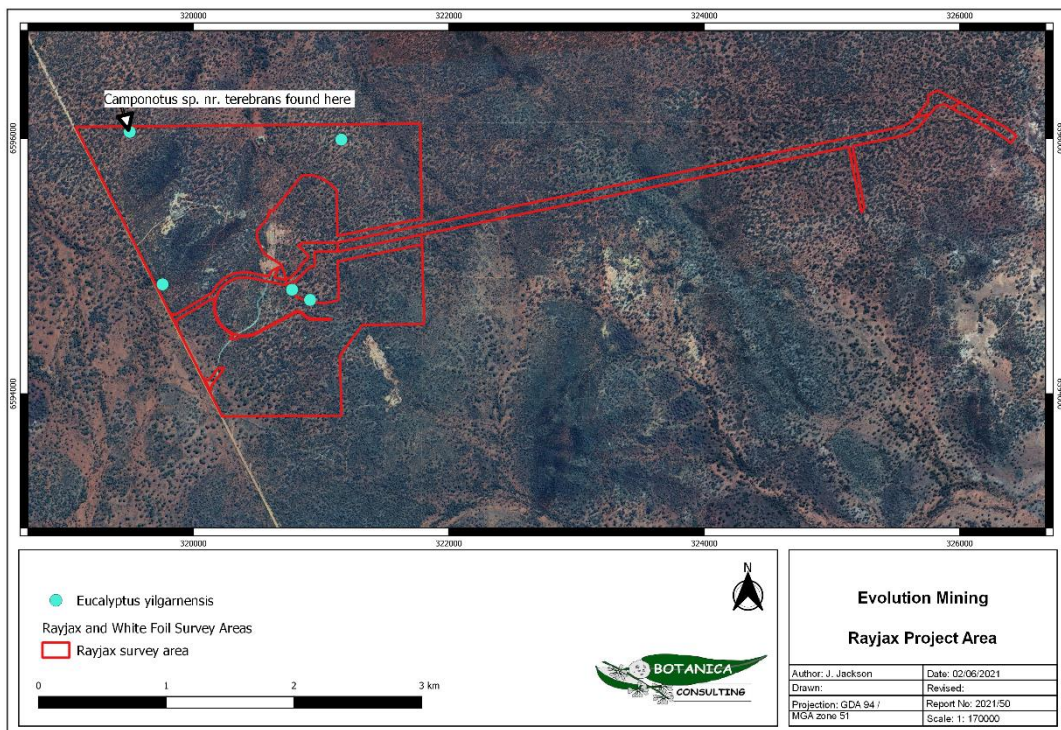 320000
322000
324000
326000
Camponotus sp. nr. terebrans found here
6596000
6596000
6594000
6594000
320000
322000
324000
326000
Eucalyptus yilgarnensis
Rayjax and White Foil Survey Areas
Rayjax survey area
0
1
2
3 km
N
BOTANICA
CONSULTING
Evolution Mining
Rayjax Project Area
Author: J. Jackson
Date: 02/06/2021
Drawn:
Revised:
Projection: GDA 94 /
MGA zone 51
Report No: 2021/50
Scale: 1: 170000